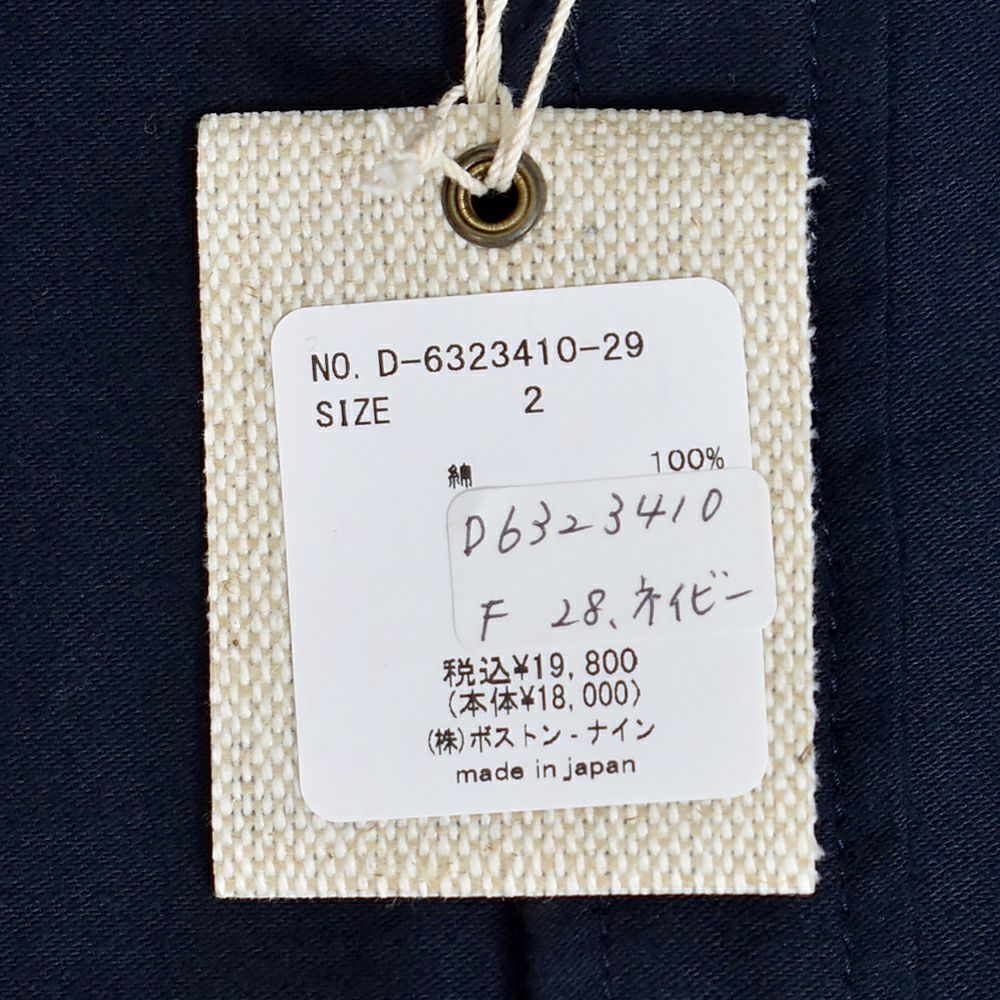 NO. D-6323410-29
SIZE 2
綿 100%
D6323410
F 28、ネイビー
税込¥19,800
(本体¥18,000)
(株)ボストン-ナイン
made in japan